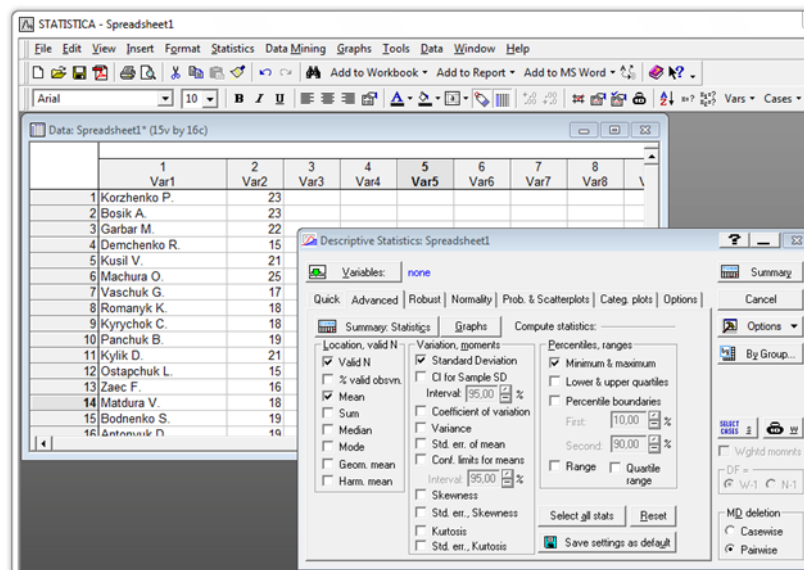 STATISTICA - Spreadsheet1
File Edit View Insert Format Statistics Data Mining Graphs Tools Data Window Help
Add to Workbook Add to Report Add to MS Word
Arial 10 B I U A Vars Cases
Data: Spreadsheet1* (15v by 16c)
1 2 3 4 5 6 7 8
Var1 Var2 Var3 Var4 Var5 Var6 Var7 Var8
1 Korzhenko P. 23
2 Bosik A. 23
3 Garbar M. 22
4 Demchenko R. 15
5 Kusil V. 21
6 Machura O. 25
7 Vaschuk G. 17
8 Romanyk K. 18
9 Kyrychok C. 18
10 Panchuk B. 19
11 Kylik D. 21
12 Ostapchuk L. 15
13 Zaec F. 16
14 Matdura V. 18
15 Bodnenko S. 19
16 Antonyuk D. 19
Descriptive Statistics: Spreadsheet1
Variables: none
Quick Advanced Robust Normality Prob. & Scatterplots Categ. plots Options
Summary: Statistics Graphs Compute statistics:
Location, valid N
Valid N
% valid obsvn.
Mean
Sum
Median
Mode
Geom. mean
Harm. mean
Variation, moments
Standard Deviation
CI for Sample SD
Interval: 95,00 %
Coefficient of variation
Variance
Std. err. of mean
Conf. limits for means
Interval: 95,00 %
Skewness
Std. err., Skewness
Kurtosis
Std. err., Kurtosis
Percentiles, ranges
Minimum & maximum
Lower & upper quartiles
Percentile boundaries
First: 10,00 %
Second: 90,00 %
Range Quartile range
Select all stats Reset
Save settings as default
Summary
Cancel
Options
By Group...
SELECT CASES S W
Wghtd momnts
DF =
W-1 N-1
MD deletion
Casewise
Pairwise